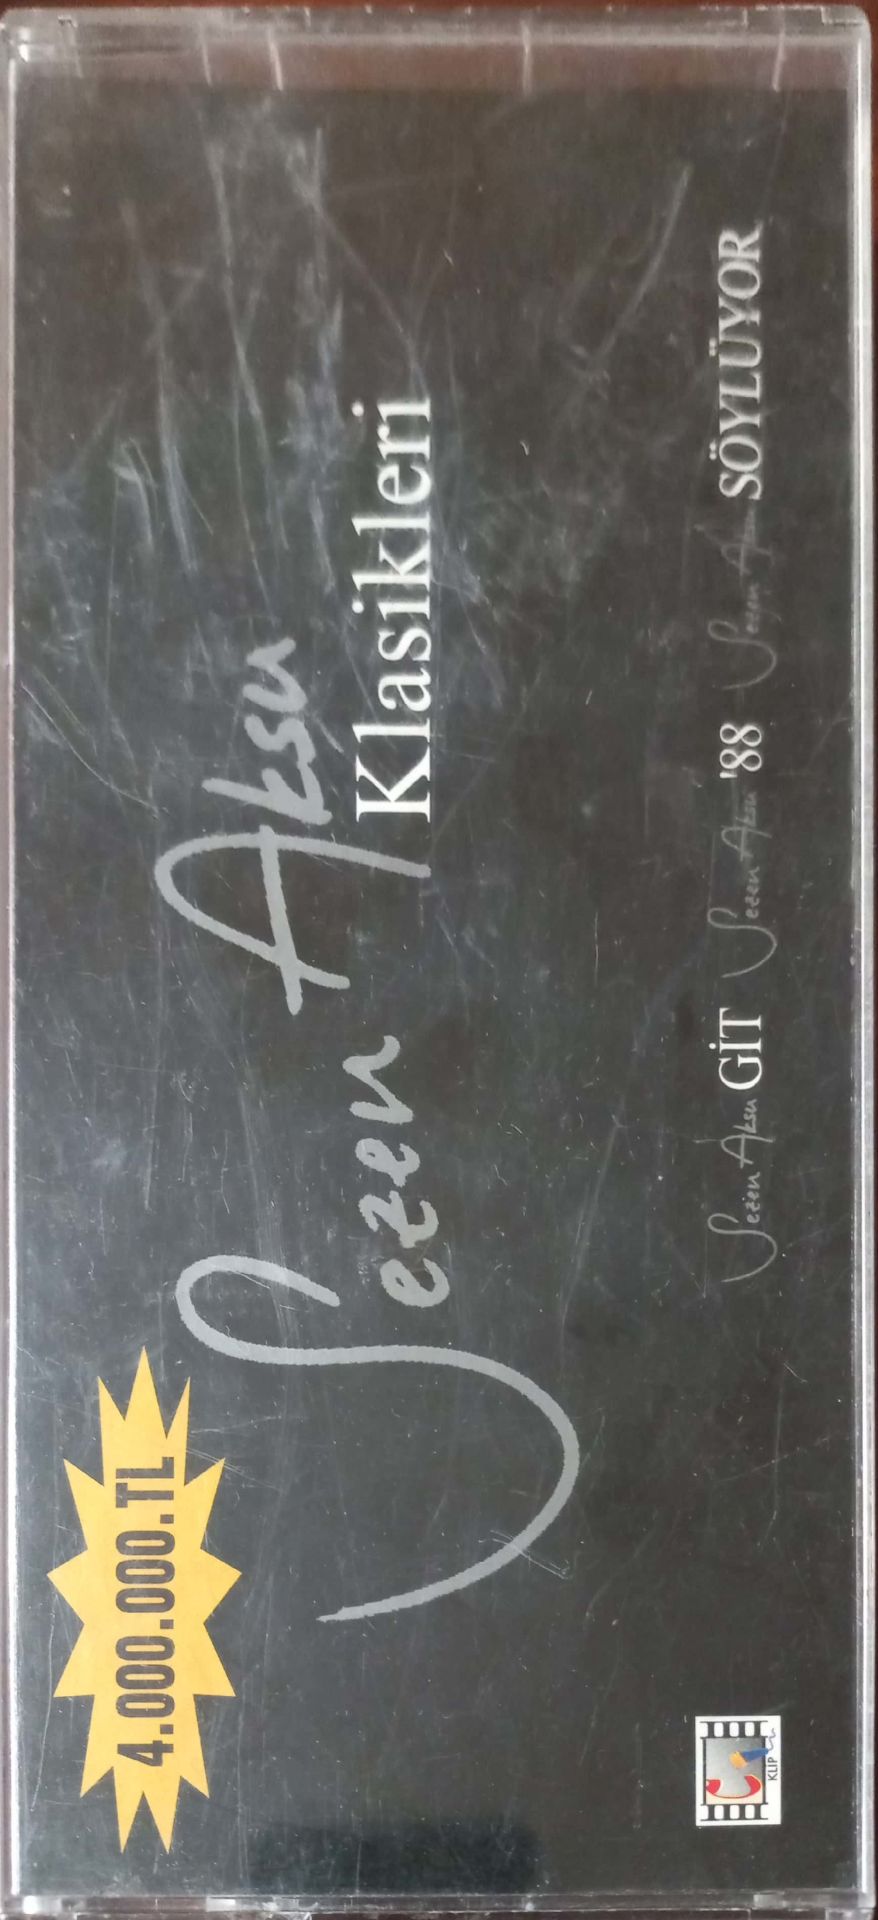 4.000.000.TL
Sezen Aksu
Klasikleri
Sezen Aksu GİT Sezen Aksu '88 Sezen Aksu SÖYLÜYOR
KLIP